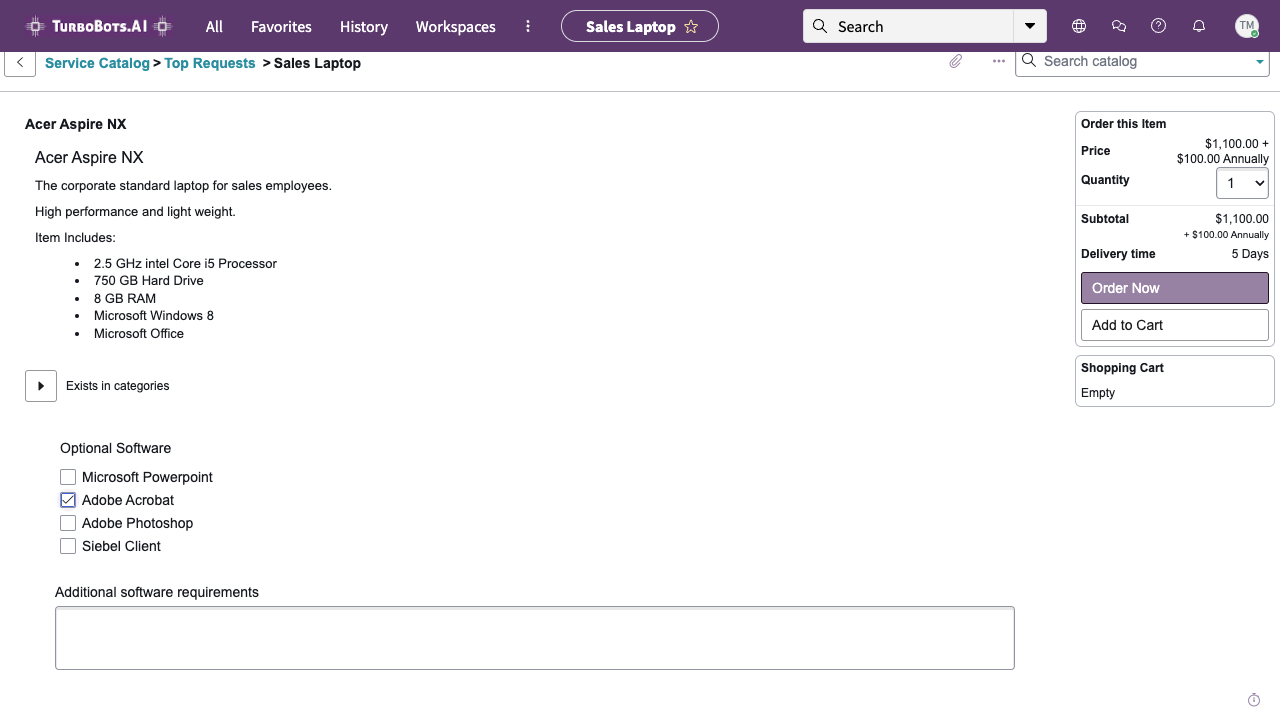 TURBOBOTS.AI
All Favorites History Workspaces
Sales Laptop
Search
TM
Service Catalog > Top Requests > Sales Laptop
Search catalog
Acer Aspire NX
Acer Aspire NX
The corporate standard laptop for sales employees.
High performance and light weight.
Item Includes:
2.5 GHz intel Core i5 Processor
750 GB Hard Drive
8 GB RAM
Microsoft Windows 8
Microsoft Office
Exists in categories
Optional Software
Microsoft Powerpoint
Adobe Acrobat
Adobe Photoshop
Siebel Client
Additional software requirements
Order this Item
Price $1,100.00 +
$100.00 Annually
Quantity 1
Subtotal $1,100.00
+ $100.00 Annually
Delivery time 5 Days
Order Now
Add to Cart
Shopping Cart
Empty